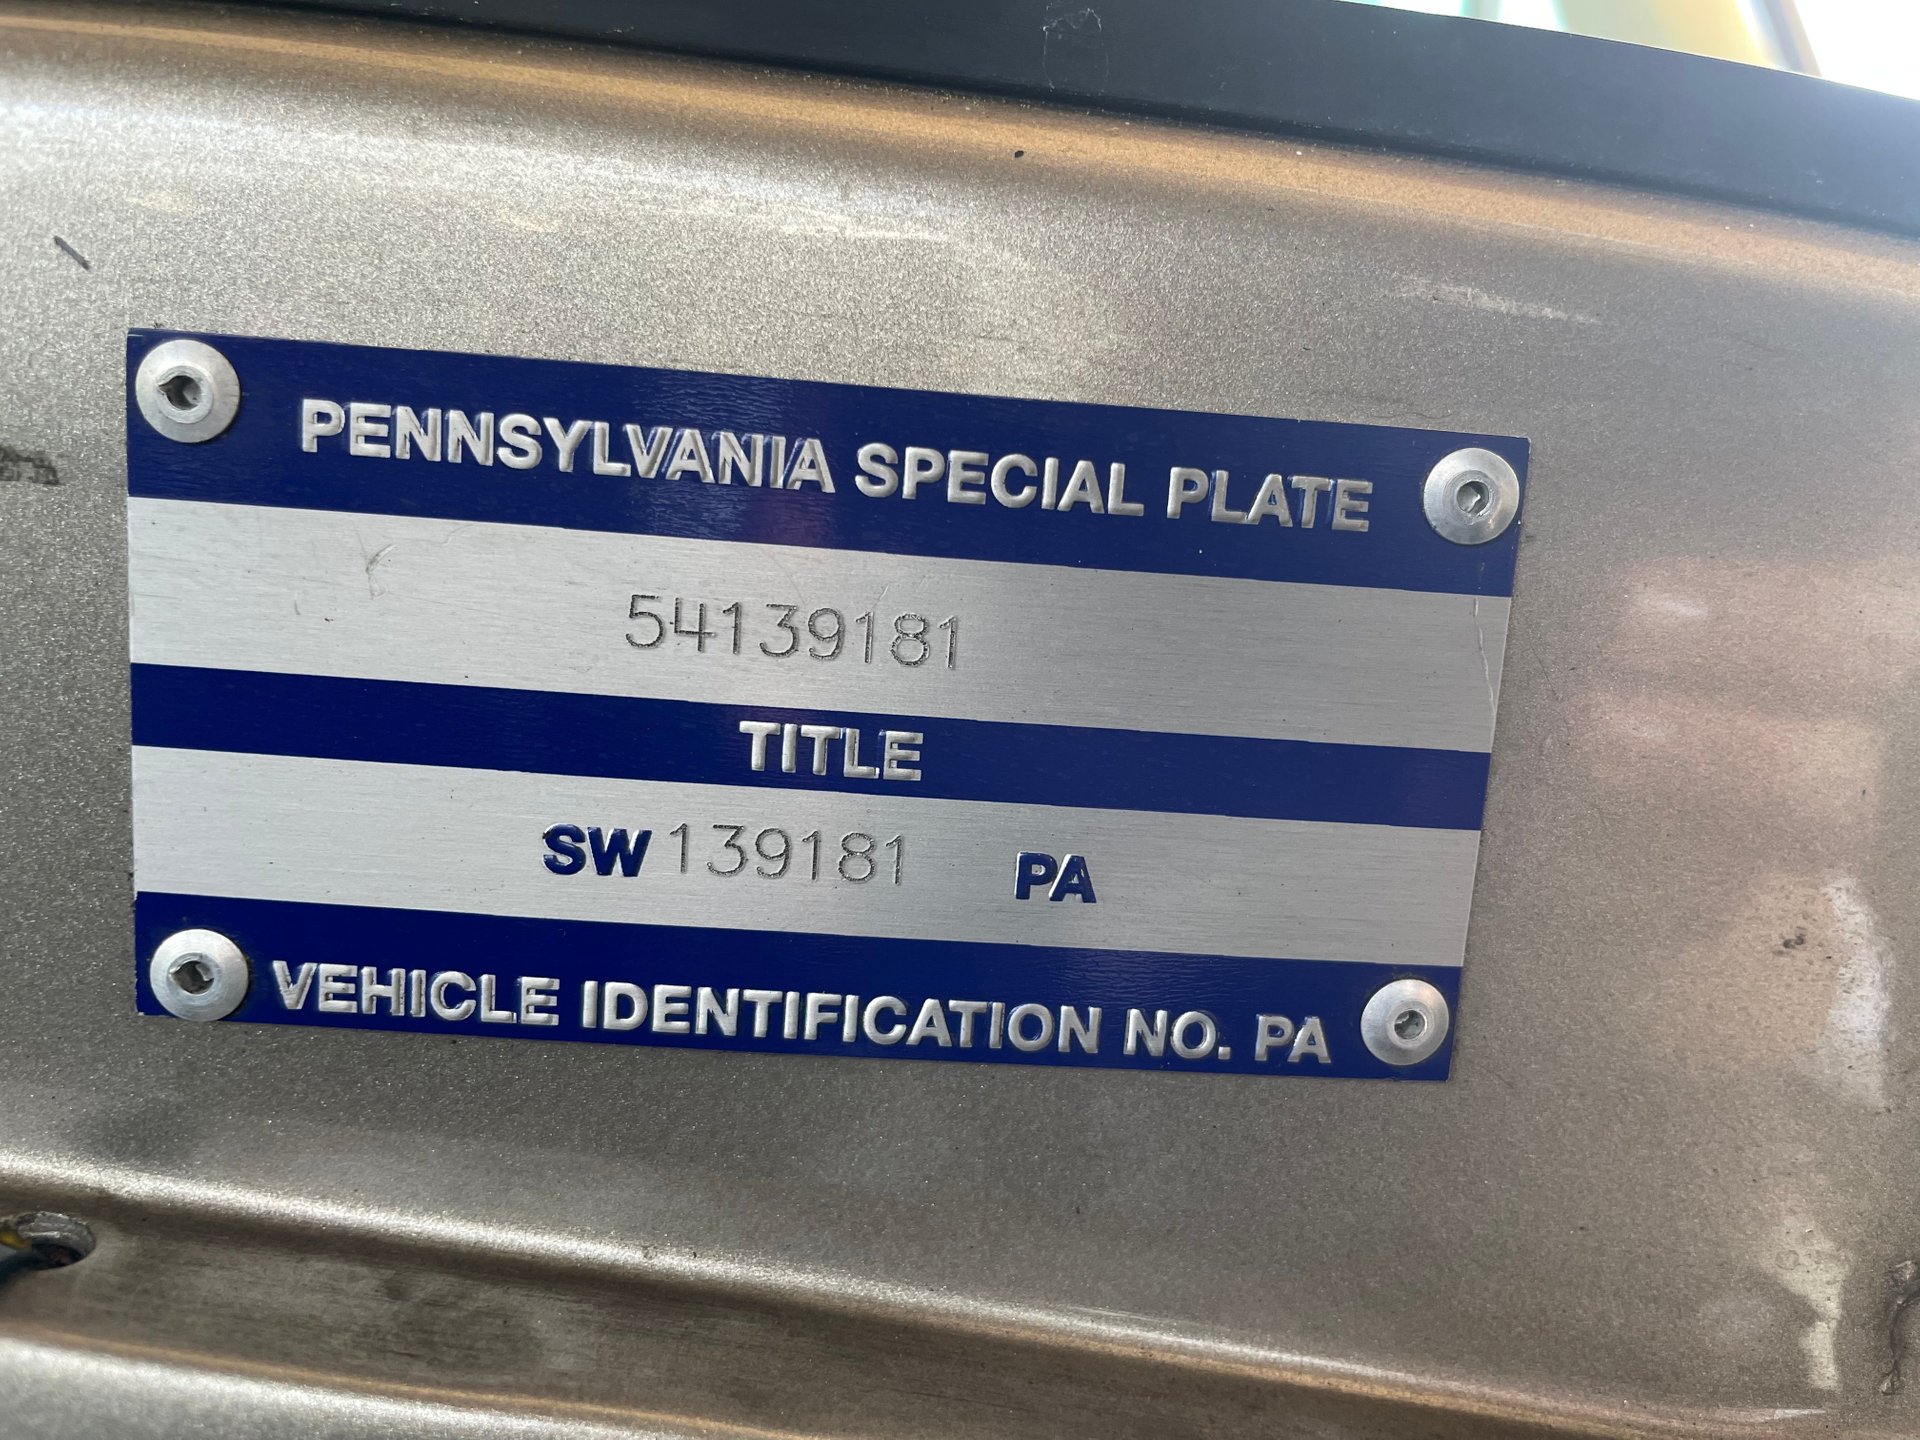 PENNSYLVANIA SPECIAL PLATE
54139181
TITLE
SW 139181 PA
VEHICLE IDENTIFICATION NO. PA